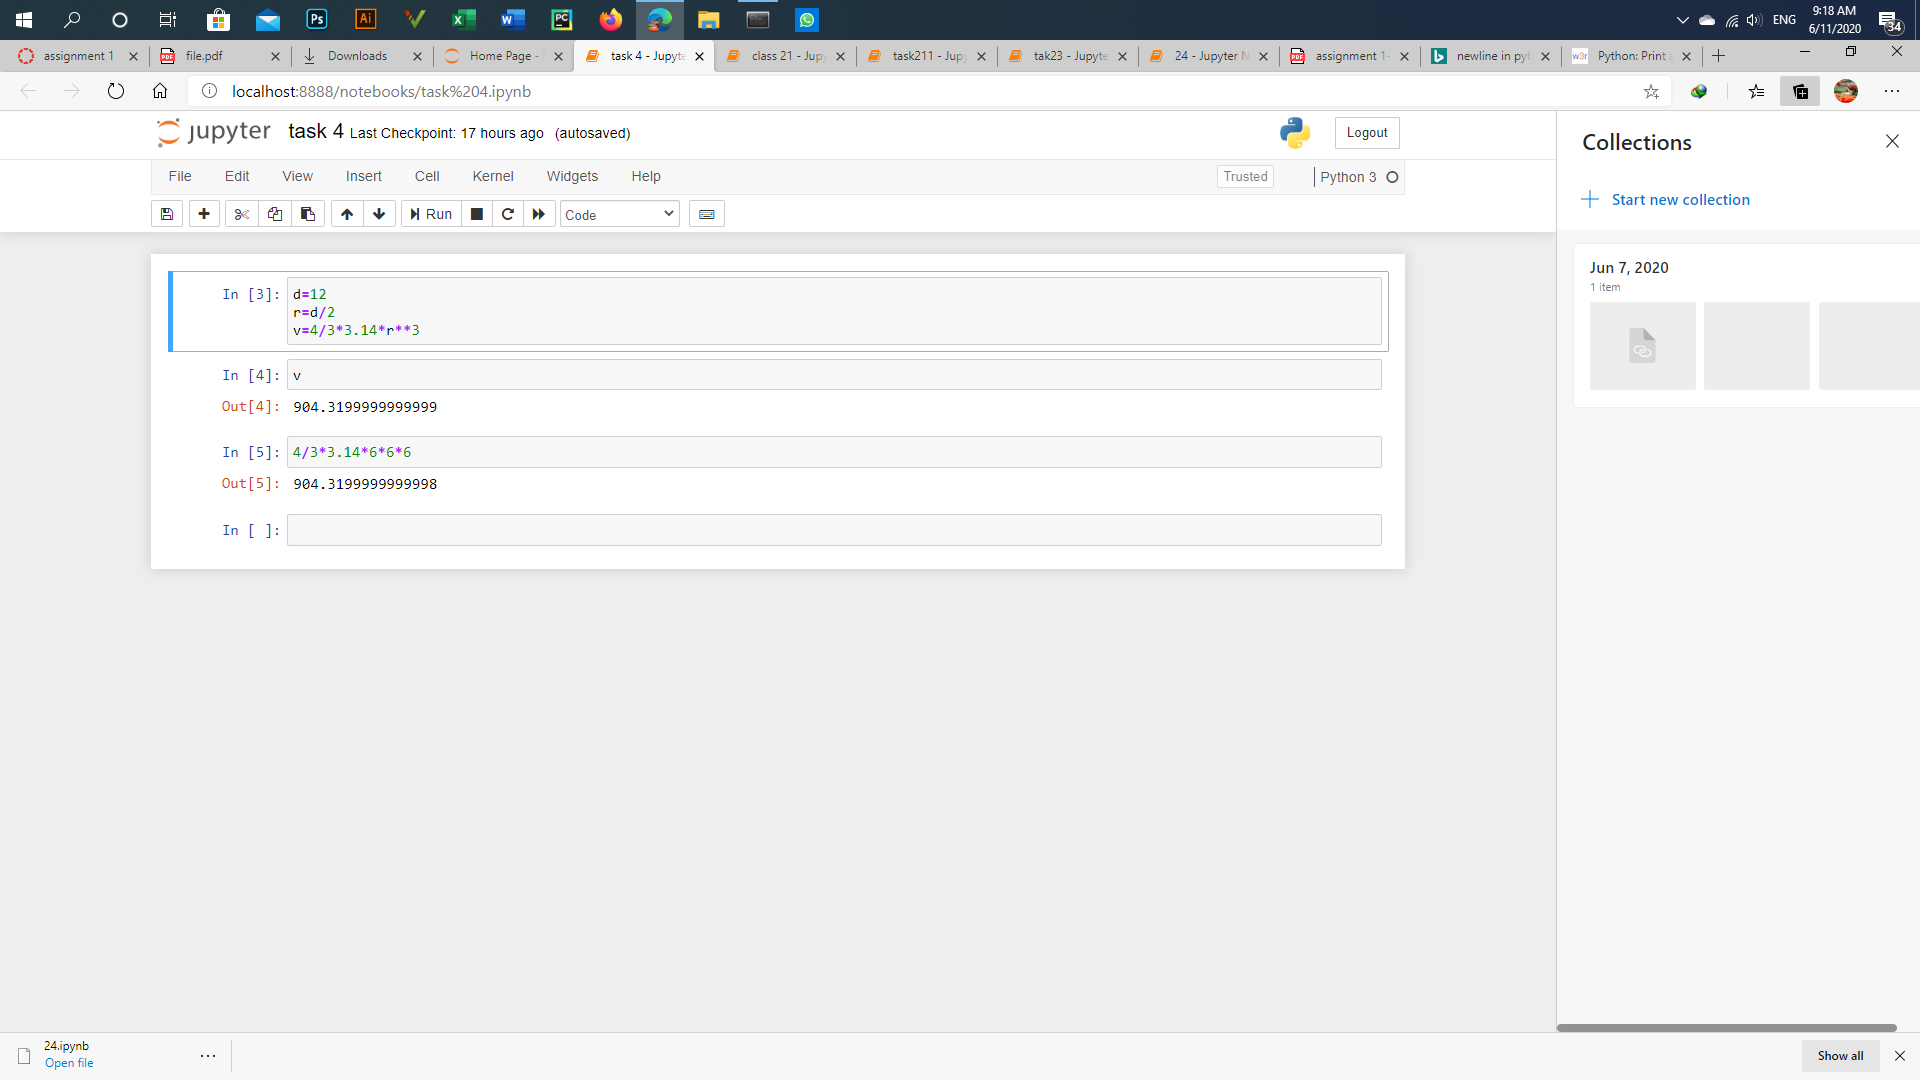 Ps
Ai
PC
ENG
9:18 AM
6/11/2020
34
assignment 1
file.pdf
Downloads
Home Page -
task 4 - Jupyte
class 21 - Jup
task211 - Jup
tak23 - Jupyte
24 - Jupyter N
assignment 1-
newline in pyt
w3r
Python: Print a
localhost:8888/notebooks/task%204.ipynb
jupyter
task 4
Last Checkpoint: 17 hours ago
(autosaved)
Logout
File
Edit
View
Insert
Cell
Kernel
Widgets
Help
Trusted
Python 3
Run
Code
In [3]:
d=12
r=d/2
v=4/3*3.14*r**3
In [4]:
v
Out[4]:
904.3199999999999
In [5]:
4/3*3.14*6*6*6
Out[5]:
904.3199999999998
In [ ]:
Collections
Start new collection
Jun 7, 2020
1 item
24.ipynb
Open file
Show all